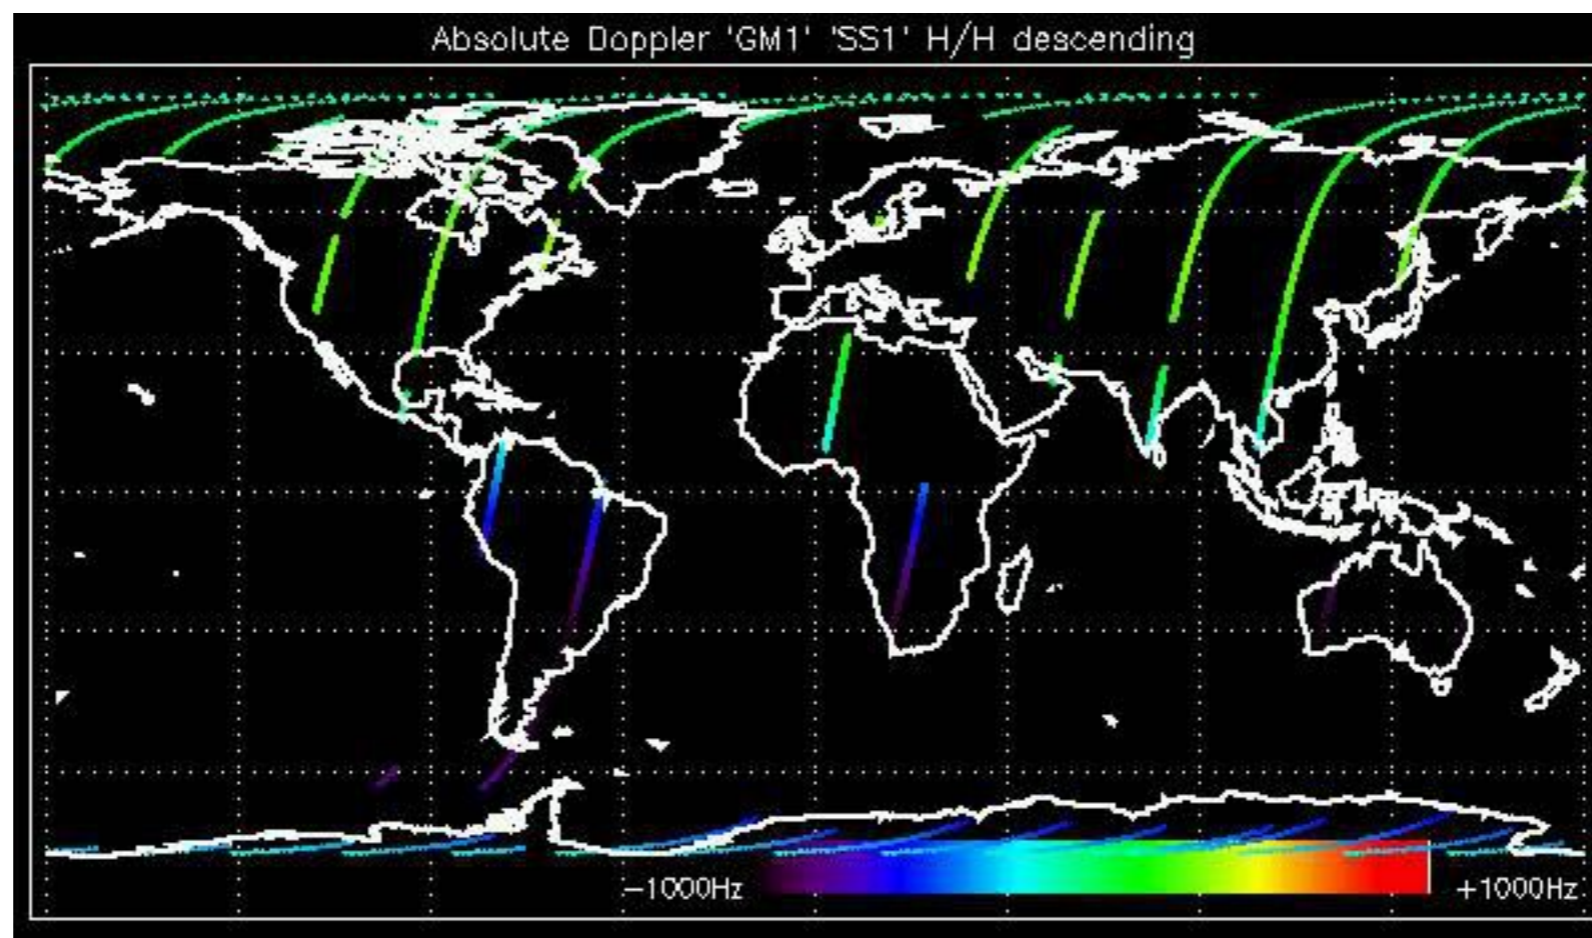 Absolute Doppler 'GM1' 'SS1' H/H descending
-1000Hz
+1000Hz